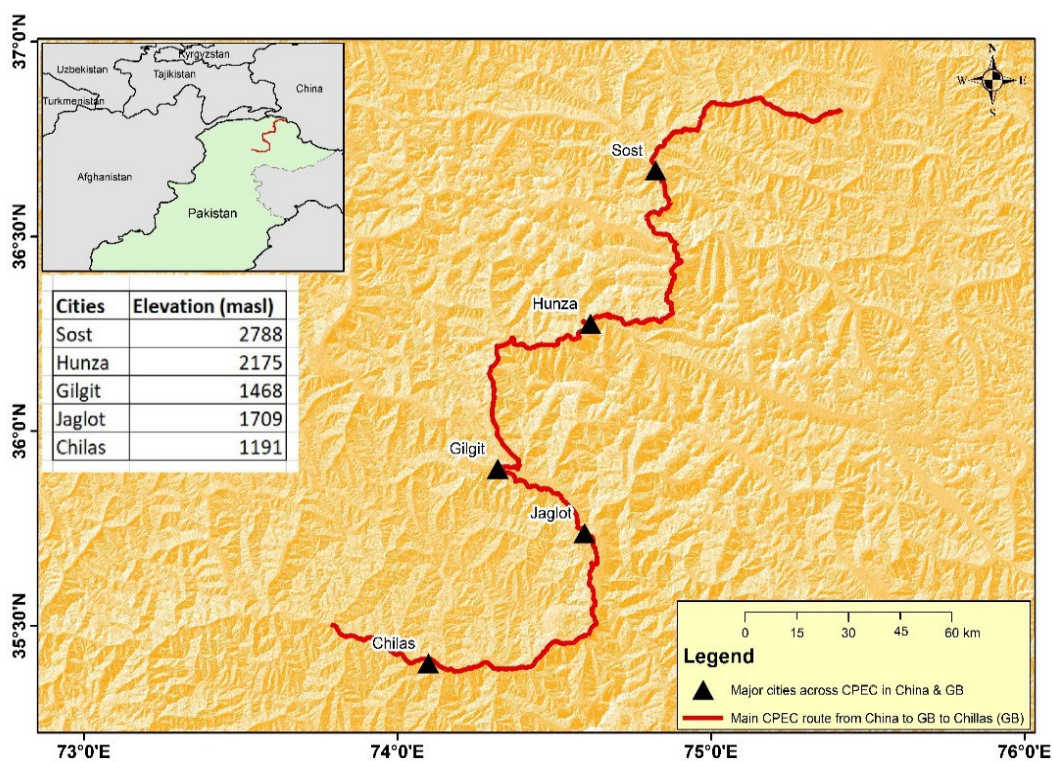 37°0'N
36°30'N
36°0'N
35°30'N
Uzbekistan
Kyrgyzstan
Tajikistan
China
Turkmenistan
Afghanistan
Pakistan
N
W E
S
Sost
Hunza
Gilgit
Jaglot
Chilas
Cities Elevation (masl)
Sost 2788
Hunza 2175
Gilgit 1468
Jaglot 1709
Chilas 1191
0 15 30 45 60 km
Legend
Major cities across CPEC in China & GB
Main CPEC route from China to GB to Chillas (GB)
73°0'E 74°0'E 75°0'E 76°0'E